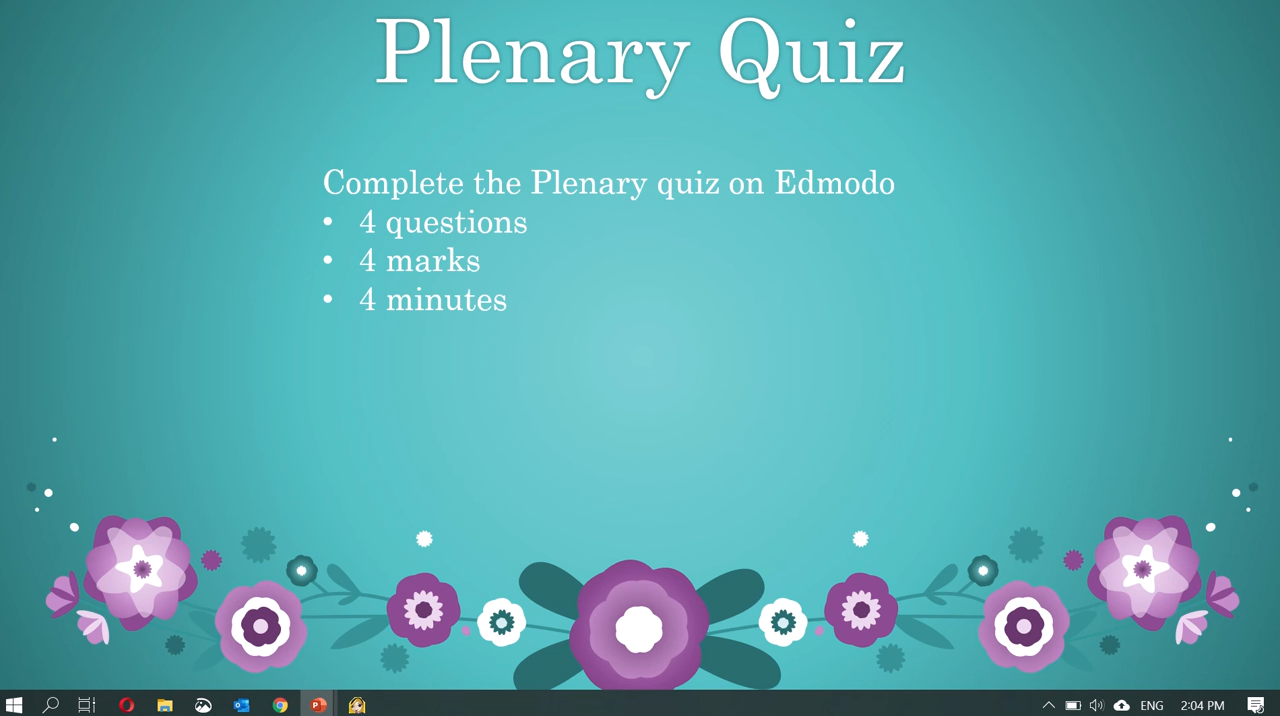 Plenary Quiz
Complete the Plenary quiz on Edmodo
• 4 questions
• 4 marks
• 4 minutes
ENG
2:04 PM